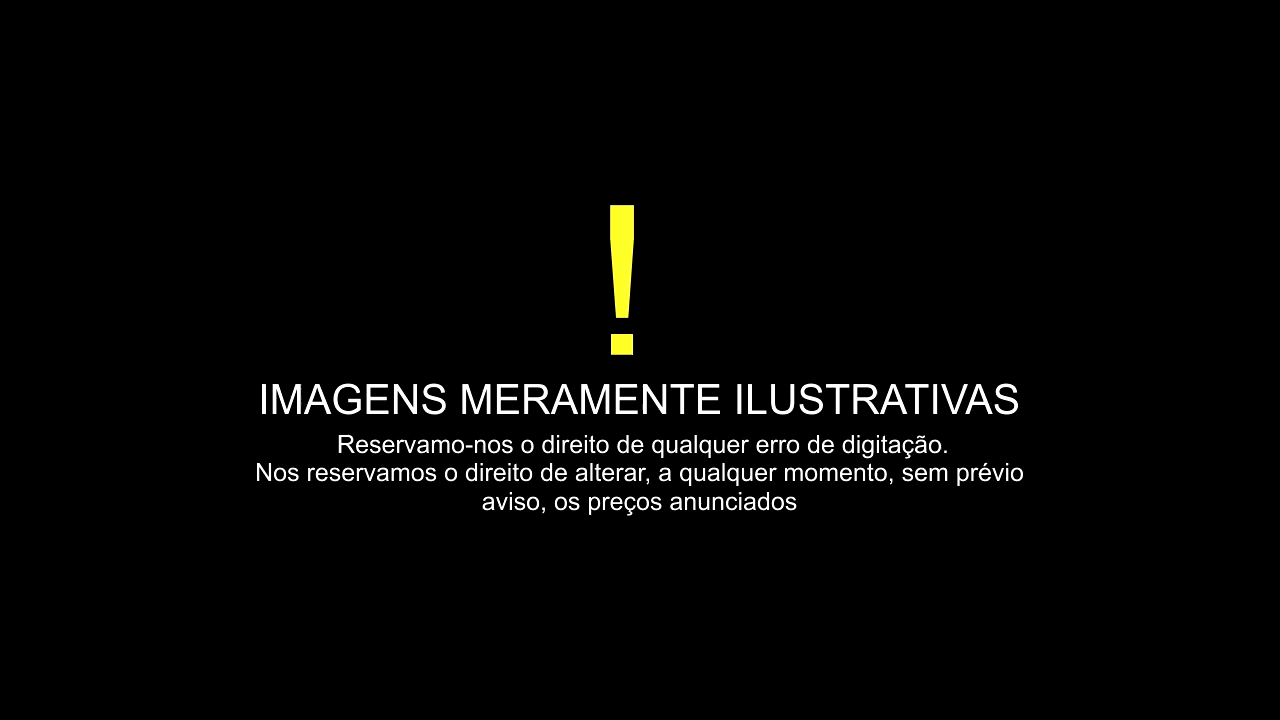 !
IMAGENS MERAMENTE ILUSTRATIVAS
Reservamo-nos o direito de qualquer erro de digitação.
Nos reservamos o direito de alterar, a qualquer momento, sem prévio
aviso, os preços anunciados